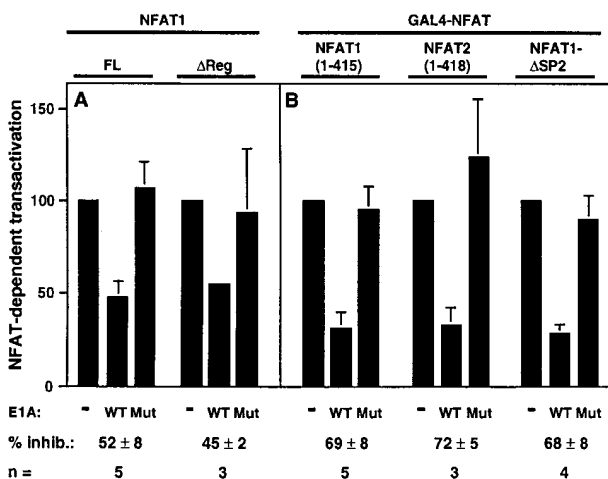 NFAT1 GAL4-NFAT
FL ΔReg NFAT1 (1-415) NFAT2 (1-418) NFAT1-ΔSP2
A B
NFAT-dependent transactivation
150
100
50
0
E1A: - WT Mut - WT Mut - WT Mut - WT Mut - WT Mut
% inhib.: 52 ± 8 45 ± 2 69 ± 8 72 ± 5 68 ± 8
n = 5 3 5 3 4